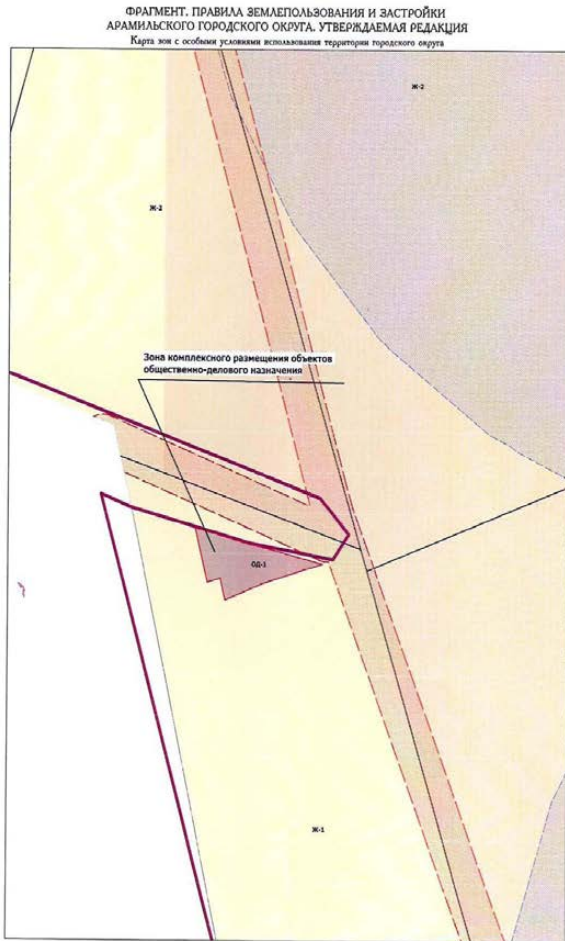 ФРАГМЕНТ. ПРАВИЛА ЗЕМЛЕПОЛЬЗОВАНИЯ И ЗАСТРОЙКИ
АРАМИЛЬСКОГО ГОРОДСКОГО ОКРУГА. УТВЕРЖДАЕМАЯ РЕДАКЦИЯ
Карта зон с особыми условиями использования территории городского округа
Ж-2
Ж-2
Зона комплексного размещения объектов
общественно-делового назначения
ОД-1
Ж-1